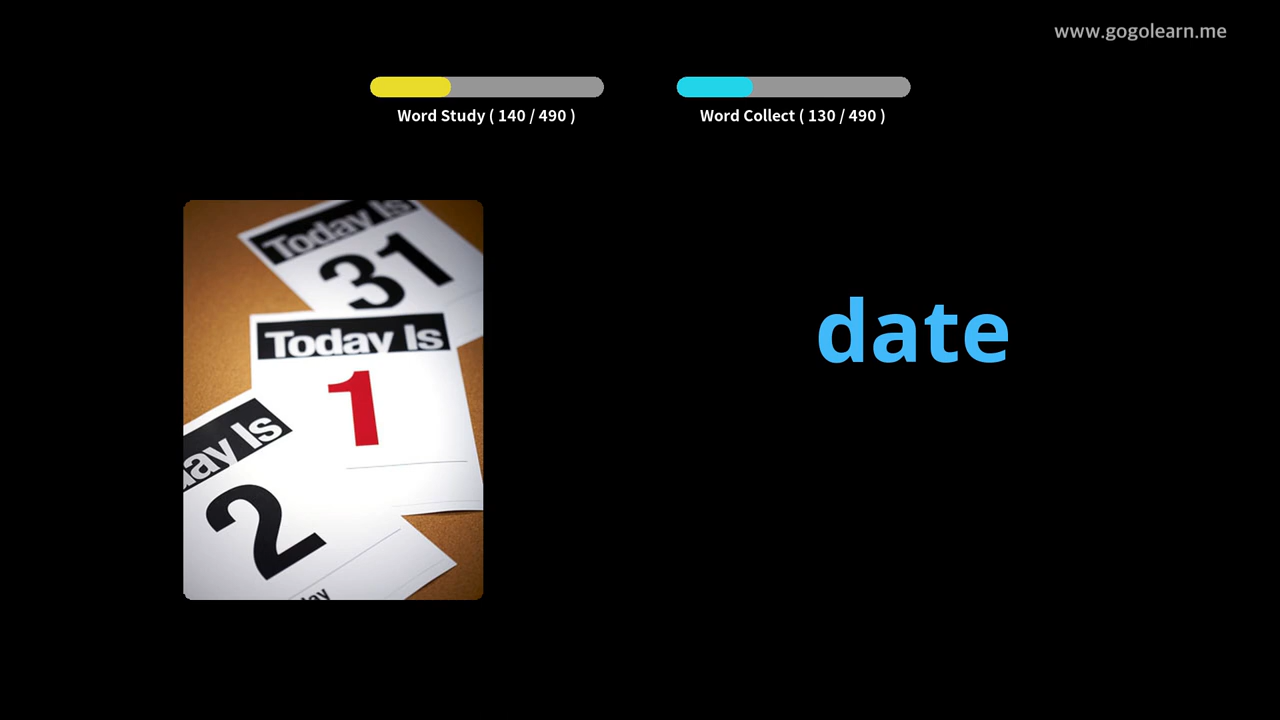 www.gogolearn.me
Word Study ( 140 / 490 )
Word Collect ( 130 / 490 )
Today Is
31
Today Is
1
date
ay Is
2